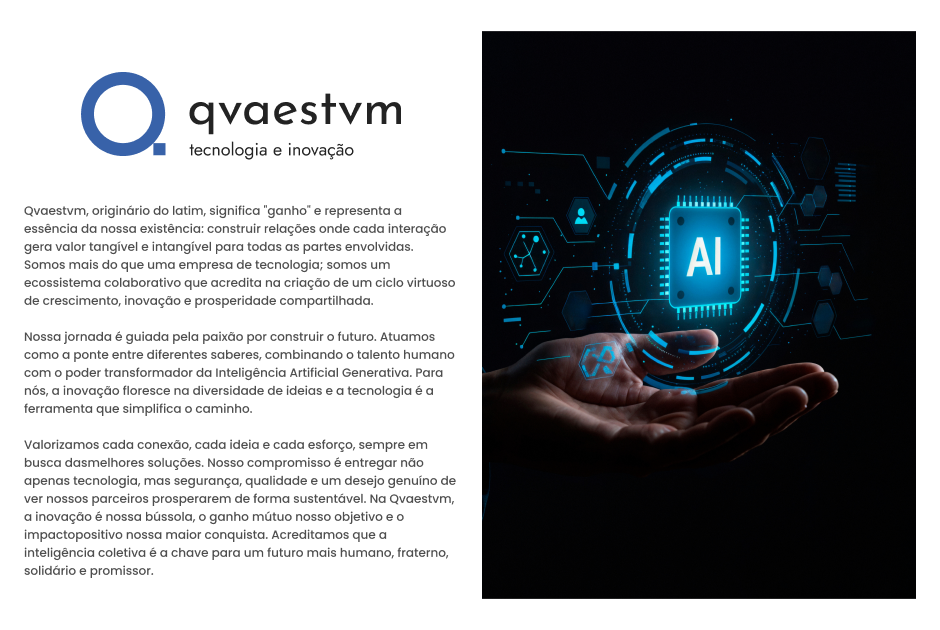 qvaestvm
tecnologia e inovação
Qvaestvm, originário do latim, significa "ganho" e representa a
essência da nossa existência: construir relações onde cada interação
gera valor tangível e intangível para todas as partes envolvidas.
Somos mais do que uma empresa de tecnologia; somos um
ecossistema colaborativo que acredita na criação de um ciclo virtuoso
de crescimento, inovação e prosperidade compartilhada.
Nossa jornada é guiada pela paixão por construir o futuro. Atuamos
como a ponte entre diferentes saberes, combinando o talento humano
com o poder transformador da Inteligência Artificial Generativa. Para
nós, a inovação floresce na diversidade de ideias e a tecnologia é a
ferramenta que simplifica o caminho.
Valorizamos cada conexão, cada ideia e cada esforço, sempre em
busca dasmelhores soluções. Nosso compromisso é entregar não
apenas tecnologia, mas segurança, qualidade e um desejo genuíno de
ver nossos parceiros prosperarem de forma sustentável. Na Qvaestvm,
a inovação é nossa bússola, o ganho mútuo nosso objetivo e o
impactopositivo nossa maior conquista. Acreditamos que a
inteligência coletiva é a chave para um futuro mais humano, fraterno,
solidário e promissor.
AI